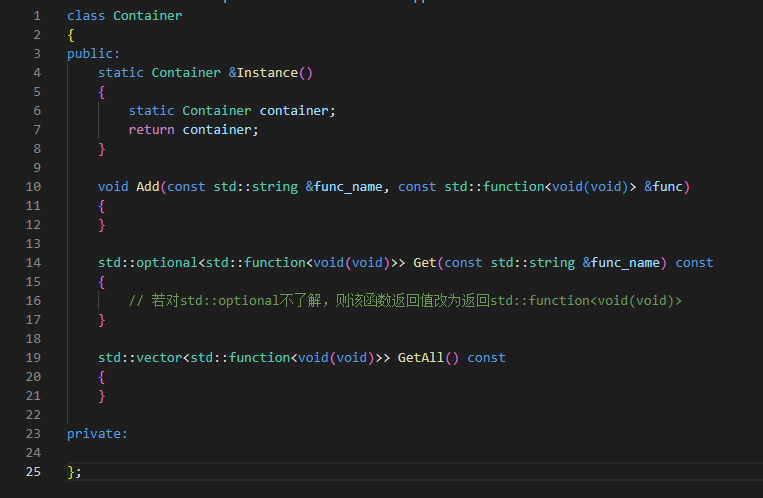 1 class Container
2 {
3 public:
4 static Container &Instance()
5 {
6 static Container container;
7 return container;
8 }
9
10 void Add(const std::string &func_name, const std::function<void(void)> &func)
11 {
12 }
13
14 std::optional<std::function<void(void)>> Get(const std::string &func_name) const
15 {
16 // 若对std::optional不了解，则该函数返回值改为返回std::function<void(void)>
17 }
18
19 std::vector<std::function<void(void)>> GetAll() const
20 {
21 }
22
23 private:
24
25 };